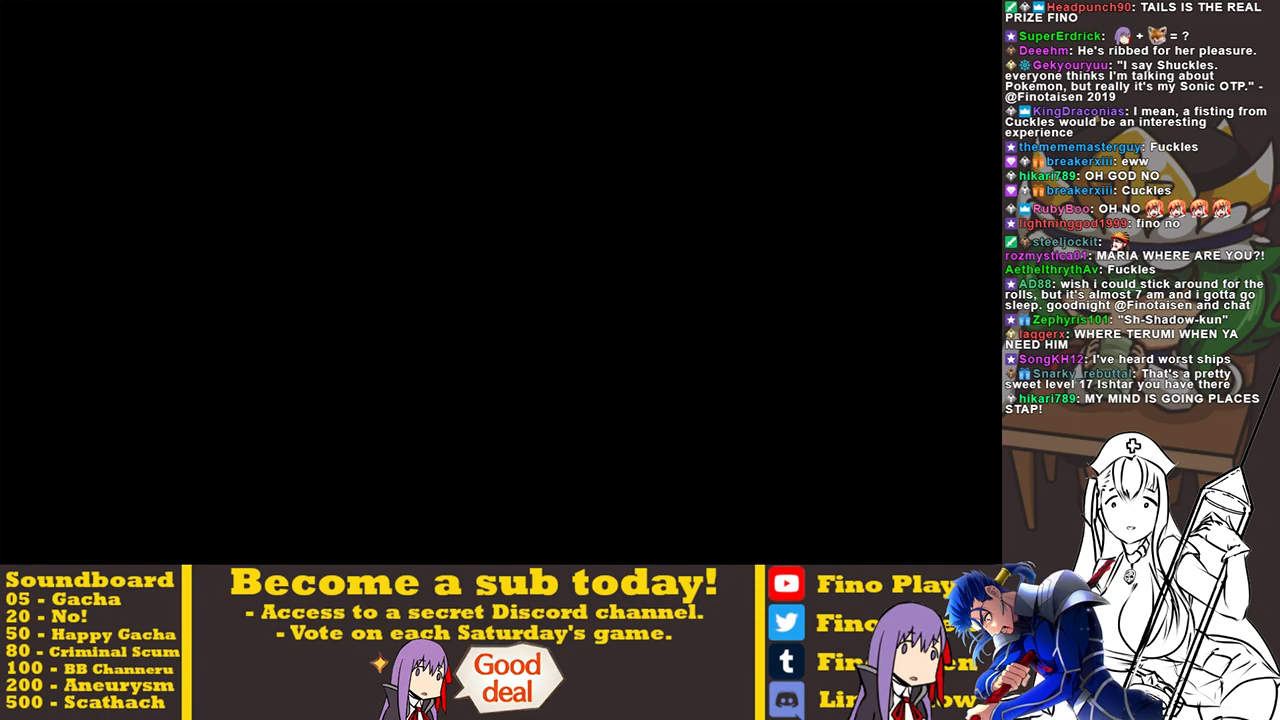 Headpunch90: TAILS IS THE REAL
PRIZE FINO
SuperErdrick: + = ?
Deeehm: He's ribbed for her pleasure.
Gekyouryuu: "I say Shuckles.
everyone thinks I'm talking about
Pokemon, but really it's my Sonic OTP." -
@Finotaisen 2019
KingDraconias: I mean, a fisting from
Cuckles would be an interesting
experience
thememe​masterguy: Fuckles
breakerxiii: eww
hikari789: OH GOD NO
breakerxiii: Cuckles
RubyBoo: OH NO
lightninggod1999: fino no
steeljockit:
rozmystica01: MARIA WHERE ARE YOU?!
AethelthrythAv: Fuckles
AD88: wish i could stick around for the
rolls, but it's almost 7 am and i gotta go
sleep. goodnight @Finotaisen and chat
Zephyris101: "Sh-Shadow-kun"
laggerx: WHERE TERUMI WHEN YA
NEED HIM
SongKH12: I've heard worst ships
Snarky_rebuttal: That's a pretty
sweet level 17 Ishtar you have there
hikari789: MY MIND IS GOING PLACES
STAP!
Soundboard
05 - Gacha
20 - No!
50 - Happy Gacha
80 - Criminal Scum
100 - BB Channeru
200 - Aneurysm
500 - Scathach
Become a sub today!
- Access to a secret Discord channel.
- Vote on each Saturday's game.
Good
deal
Fino Play